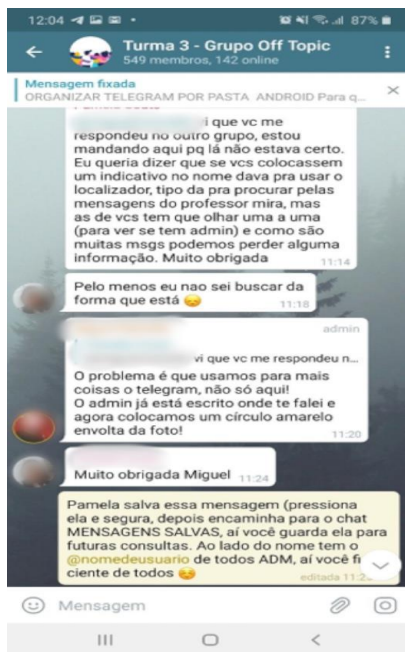 12:04
87%
Turma 3 - Grupo Off Topic
549 membros, 142 online
Mensagem fixada
ORGANIZAR TELEGRAM POR PASTA ANDROID Para q...
i que vc me
respondeu no outro grupo, estou
mandando aqui pq lá não estava certo.
Eu queria dizer que se vcs colocassem
um indicativo no nome dava pra usar o
localizador, tipo da pra procurar pelas
mensagens do professor mira, mas
as de vcs tem que olhar uma a uma
(para ver se tem admin) e como são
muitas msgs podemos perder alguma
informação. Muito obrigada
11:14
Pelo menos eu nao sei buscar da
forma que está 😞
11:18
admin
vi que vc me respondeu n...
O problema é que usamos para mais
coisas o telegram, não só aqui!
O admin já está escrito onde te falei e
agora colocamos um círculo amarelo
envolta da foto!
11:20
Muito obrigada Miguel
11:24
Pamela salva essa mensagem (pressiona
ela e segura, depois encaminha para o chat
MENSAGENS SALVAS, aí você guarda ela para
futuras consultas. Ao lado do nome tem o
@nomedeusuario de todos ADM, aí você
ciente de todos ☺️
editada
Mensagem